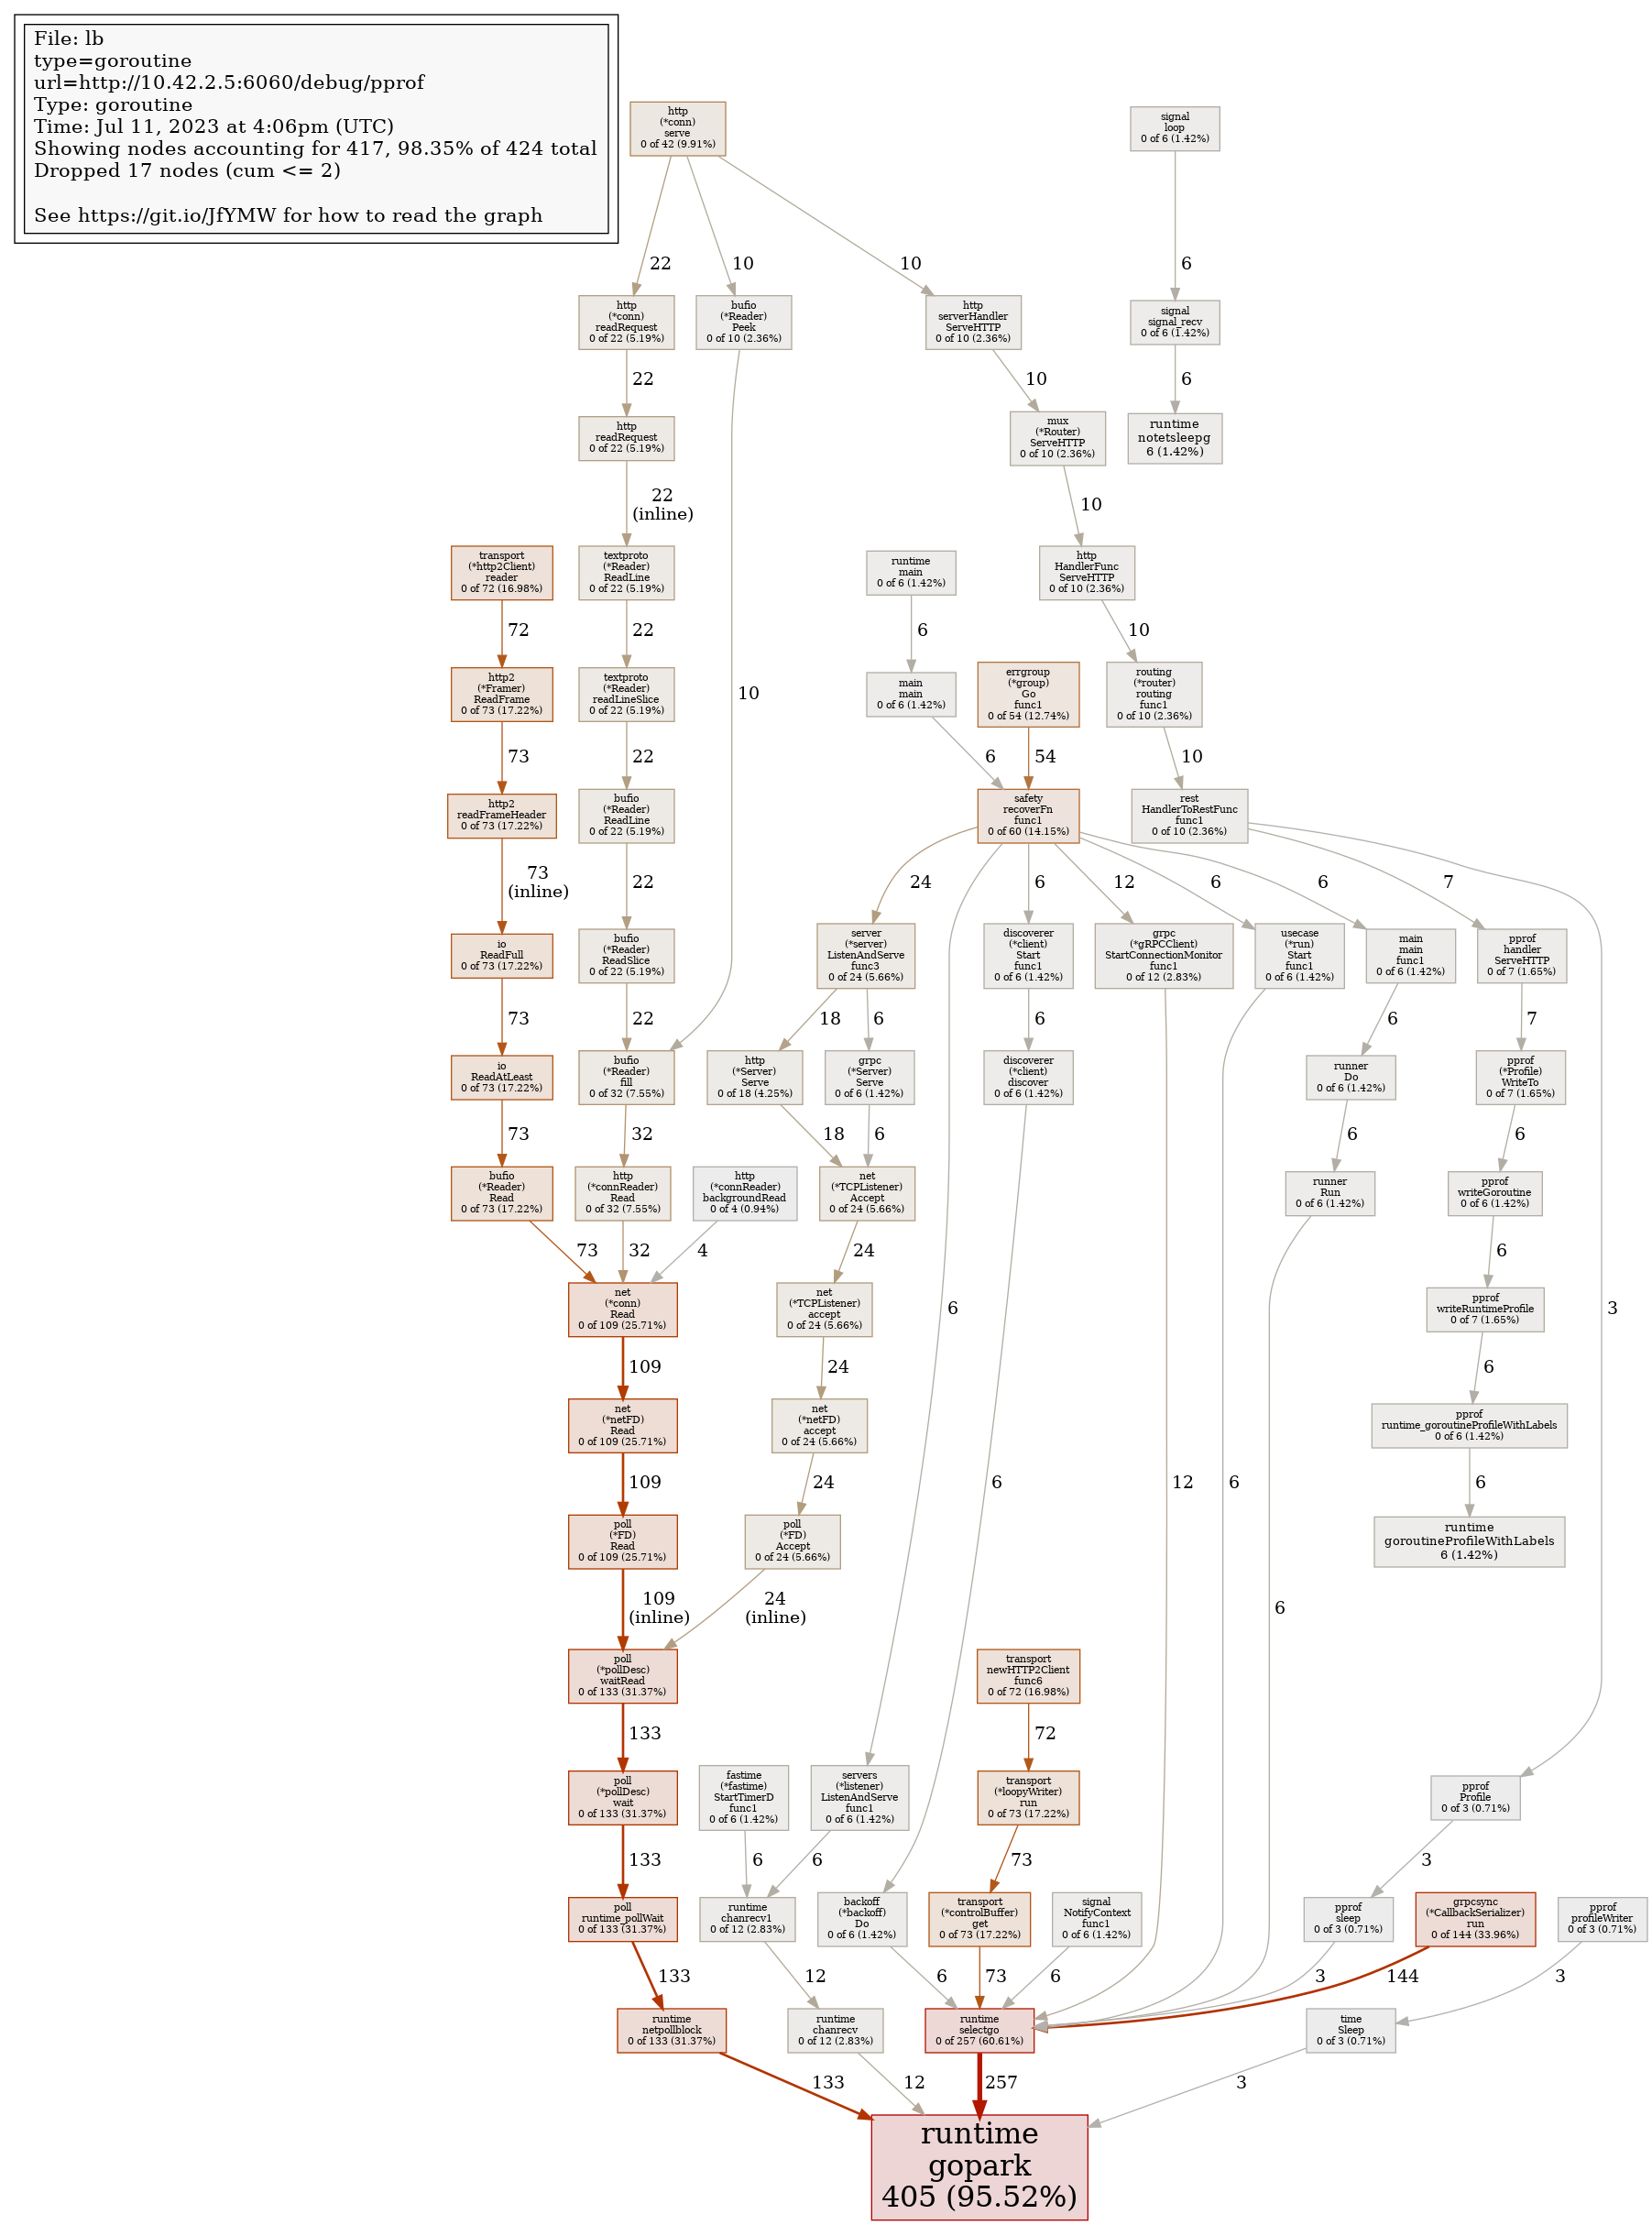 File: lb
type=goroutine
url=http://10.42.2.5:6060/debug/pprof
Type: goroutine
Time: Jul 11, 2023 at 4:06pm (UTC)
Showing nodes accounting for 417, 98.35% of 424 total
Dropped 17 nodes (cum <= 2)
See https://git.io/JfYMW for how to read the graph
http
(*conn)
serve
0 of 42 (9.91%)
signal
loop
0 of 6 (1.42%)
22
10
10
6
http
(*conn)
readRequest
0 of 22 (5.19%)
bufio
(*Reader)
Peek
0 of 10 (2.36%)
http
serverHandler
ServeHTTP
0 of 10 (2.36%)
signal
signal_recv
0 of 6 (1.42%)
22
10
6
http
readRequest
0 of 22 (5.19%)
mux
(*Router)
ServeHTTP
0 of 10 (2.36%)
runtime
notetsleepg
6 (1.42%)
22
(inline)
10
transport
(*http2Client)
reader
0 of 72 (16.98%)
textproto
(*Reader)
ReadLine
0 of 22 (5.19%)
runtime
main
0 of 6 (1.42%)
http
HandlerFunc
ServeHTTP
0 of 10 (2.36%)
72
22
6
10
http2
(*Framer)
ReadFrame
0 of 73 (17.22%)
textproto
(*Reader)
readLineSlice
0 of 22 (5.19%)
10
main
main
0 of 6 (1.42%)
errgroup
(*group)
Go
func1
0 of 54 (12.74%)
routing
(*router)
routing
func1
0 of 10 (2.36%)
73
22
6
54
10
http2
readFrameHeader
0 of 73 (17.22%)
bufio
(*Reader)
ReadLine
0 of 22 (5.19%)
safety
recoverFn
func1
0 of 60 (14.15%)
rest
HandlerToRestFunc
func1
0 of 10 (2.36%)
73
(inline)
22
24
6
12
6
6
7
io
ReadFull
0 of 73 (17.22%)
bufio
(*Reader)
ReadSlice
0 of 22 (5.19%)
server
(*server)
ListenAndServe
func3
0 of 24 (5.66%)
discoverer
(*client)
Start
func1
0 of 6 (1.42%)
grpc
(*gRPCClient)
StartConnectionMonitor
func1
0 of 12 (2.83%)
usecase
(*run)
Start
func1
0 of 6 (1.42%)
main
main
func1
0 of 6 (1.42%)
pprof
handler
ServeHTTP
0 of 7 (1.65%)
73
22
18
6
6
6
7
io
ReadAtLeast
0 of 73 (17.22%)
bufio
(*Reader)
fill
0 of 32 (7.55%)
http
(*Server)
Serve
0 of 18 (4.25%)
grpc
(*Server)
Serve
0 of 6 (1.42%)
discoverer
(*client)
discover
0 of 6 (1.42%)
runner
Do
0 of 6 (1.42%)
pprof
(*Profile)
WriteTo
0 of 7 (1.65%)
73
32
18
6
6
6
bufio
(*Reader)
Read
0 of 73 (17.22%)
http
(*connReader)
Read
0 of 32 (7.55%)
http
(*connReader)
backgroundRead
0 of 4 (0.94%)
net
(*TCPListener)
Accept
0 of 24 (5.66%)
runner
Run
0 of 6 (1.42%)
pprof
writeGoroutine
0 of 6 (1.42%)
73
32
4
24
6
net
(*conn)
Read
0 of 109 (25.71%)
net
(*TCPListener)
accept
0 of 24 (5.66%)
6
pprof
writeRuntimeProfile
0 of 7 (1.65%)
3
109
24
6
net
(*netFD)
Read
0 of 109 (25.71%)
net
(*netFD)
accept
0 of 24 (5.66%)
pprof
runtime_goroutineProfileWithLabels
0 of 6 (1.42%)
109
24
6
12
6
6
poll
(*FD)
Read
0 of 109 (25.71%)
poll
(*FD)
Accept
0 of 24 (5.66%)
runtime
goroutineProfileWithLabels
6 (1.42%)
109
(inline)
24
(inline)
6
poll
(*pollDesc)
waitRead
0 of 133 (31.37%)
transport
newHTTP2Client
func6
0 of 72 (16.98%)
133
72
poll
(*pollDesc)
wait
0 of 133 (31.37%)
fastime
(*fastime)
StartTimerD
func1
0 of 6 (1.42%)
servers
(*listener)
ListenAndServe
func1
0 of 6 (1.42%)
transport
(*loopyWriter)
run
0 of 73 (17.22%)
pprof
Profile
0 of 3 (0.71%)
133
6
6
73
3
poll
runtime_pollWait
0 of 133 (31.37%)
runtime
chanrecv1
0 of 12 (2.83%)
backoff
(*backoff)
Do
0 of 6 (1.42%)
transport
(*controlBuffer)
get
0 of 73 (17.22%)
signal
NotifyContext
func1
0 of 6 (1.42%)
pprof
sleep
0 of 3 (0.71%)
grpcsync
(*CallbackSerializer)
run
0 of 144 (33.96%)
pprof
profileWriter
0 of 3 (0.71%)
133
12
6
73
6
3
144
3
runtime
netpollblock
0 of 133 (31.37%)
runtime
chanrecv
0 of 12 (2.83%)
runtime
selectgo
0 of 257 (60.61%)
time
Sleep
0 of 3 (0.71%)
133
12
257
3
runtime
gopark
405 (95.52%)